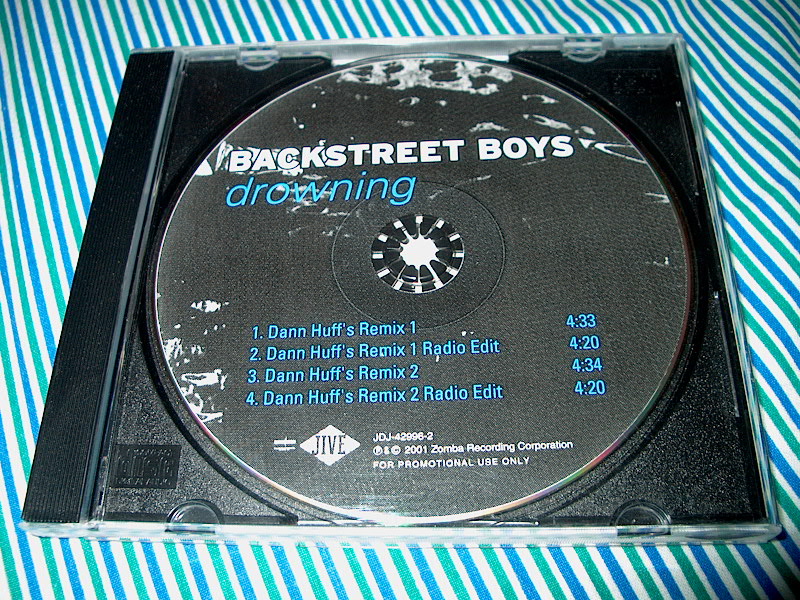 BACKSTREET BOYS
drowning
1. Dann Huff's Remix 1 4:33
2. Dann Huff's Remix 1 Radio Edit 4:20
3. Dann Huff's Remix 2 4:34
4. Dann Huff's Remix 2 Radio Edit 4:20
JIVE
JDJ-42996-2
℗ & © 2001 Zomba Recording Corporation
FOR PROMOTIONAL USE ONLY